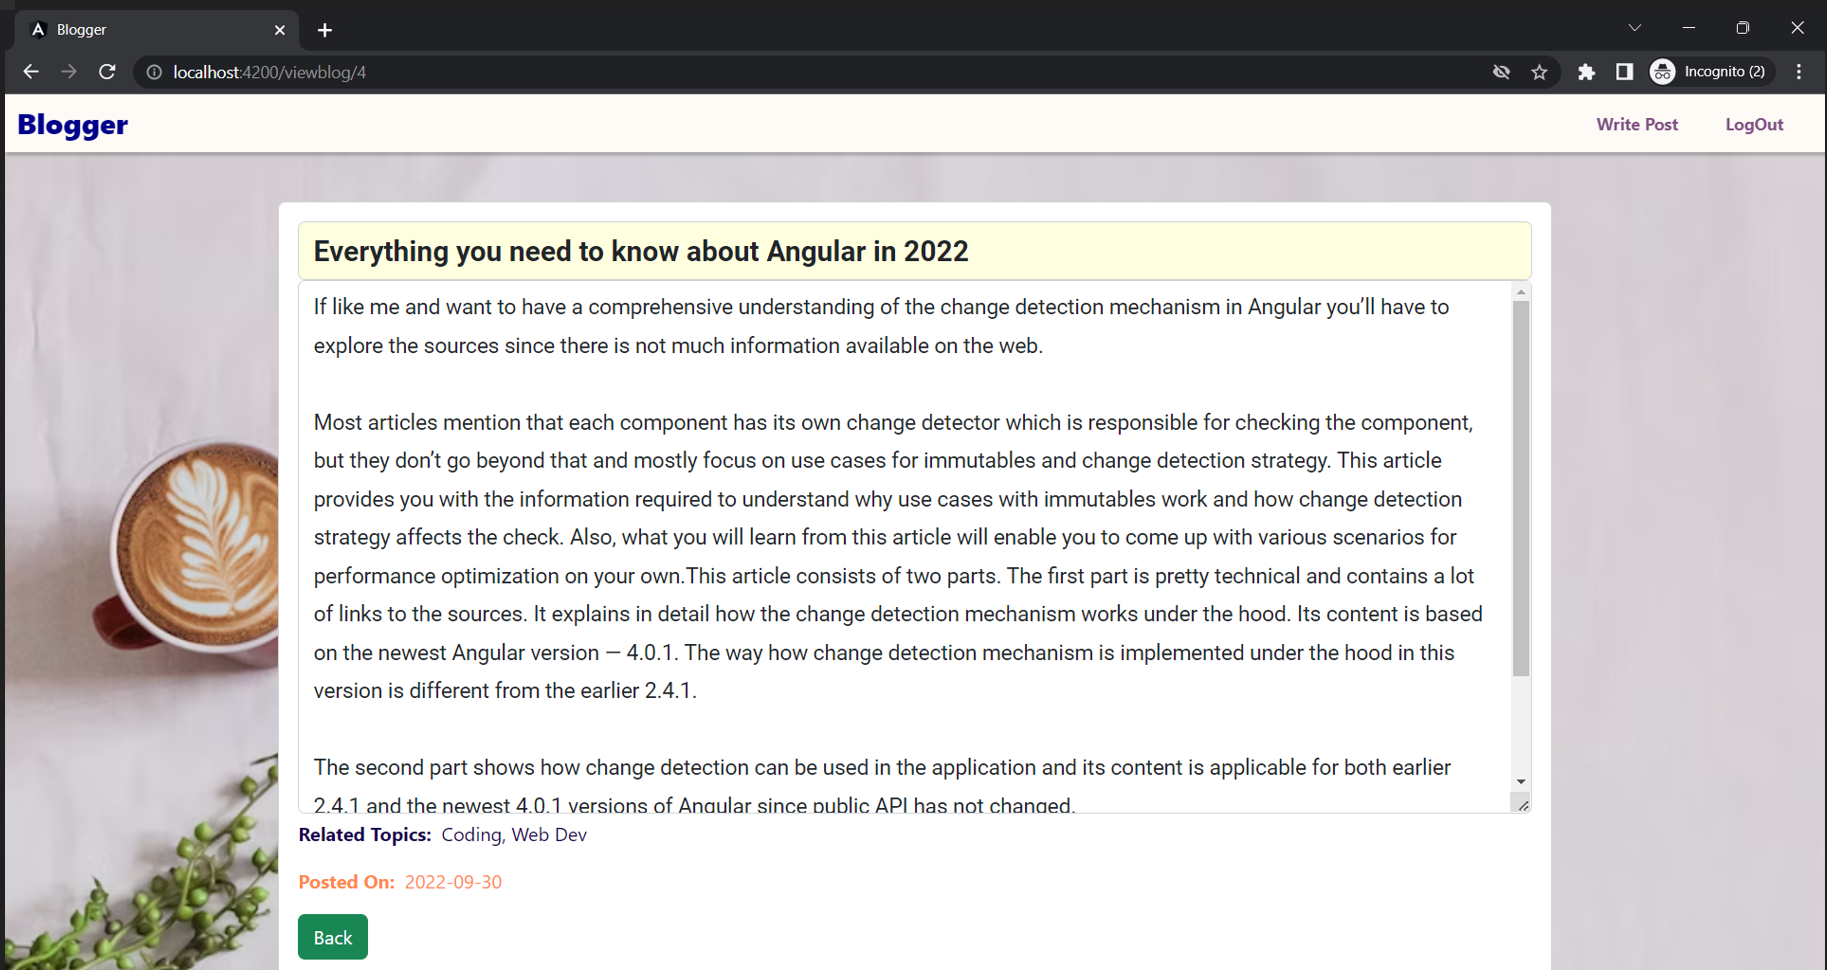 Blogger
localhost:4200/viewblog/4
Incognito (2)
Blogger
Write Post
LogOut
Everything you need to know about Angular in 2022
If like me and want to have a comprehensive understanding of the change detection mechanism in Angular you’ll have to
explore the sources since there is not much information available on the web.
Most articles mention that each component has its own change detector which is responsible for checking the component,
but they don’t go beyond that and mostly focus on use cases for immutables and change detection strategy. This article
provides you with the information required to understand why use cases with immutables work and how change detection
strategy affects the check. Also, what you will learn from this article will enable you to come up with various scenarios for
performance optimization on your own.This article consists of two parts. The first part is pretty technical and contains a lot
of links to the sources. It explains in detail how the change detection mechanism works under the hood. Its content is based
on the newest Angular version — 4.0.1. The way how change detection mechanism is implemented under the hood in this
version is different from the earlier 2.4.1.
The second part shows how change detection can be used in the application and its content is applicable for both earlier
2.4.1 and the newest 4.0.1 versions of Angular since public API has not changed.
Related Topics: Coding, Web Dev
Posted On: 2022-09-30
Back